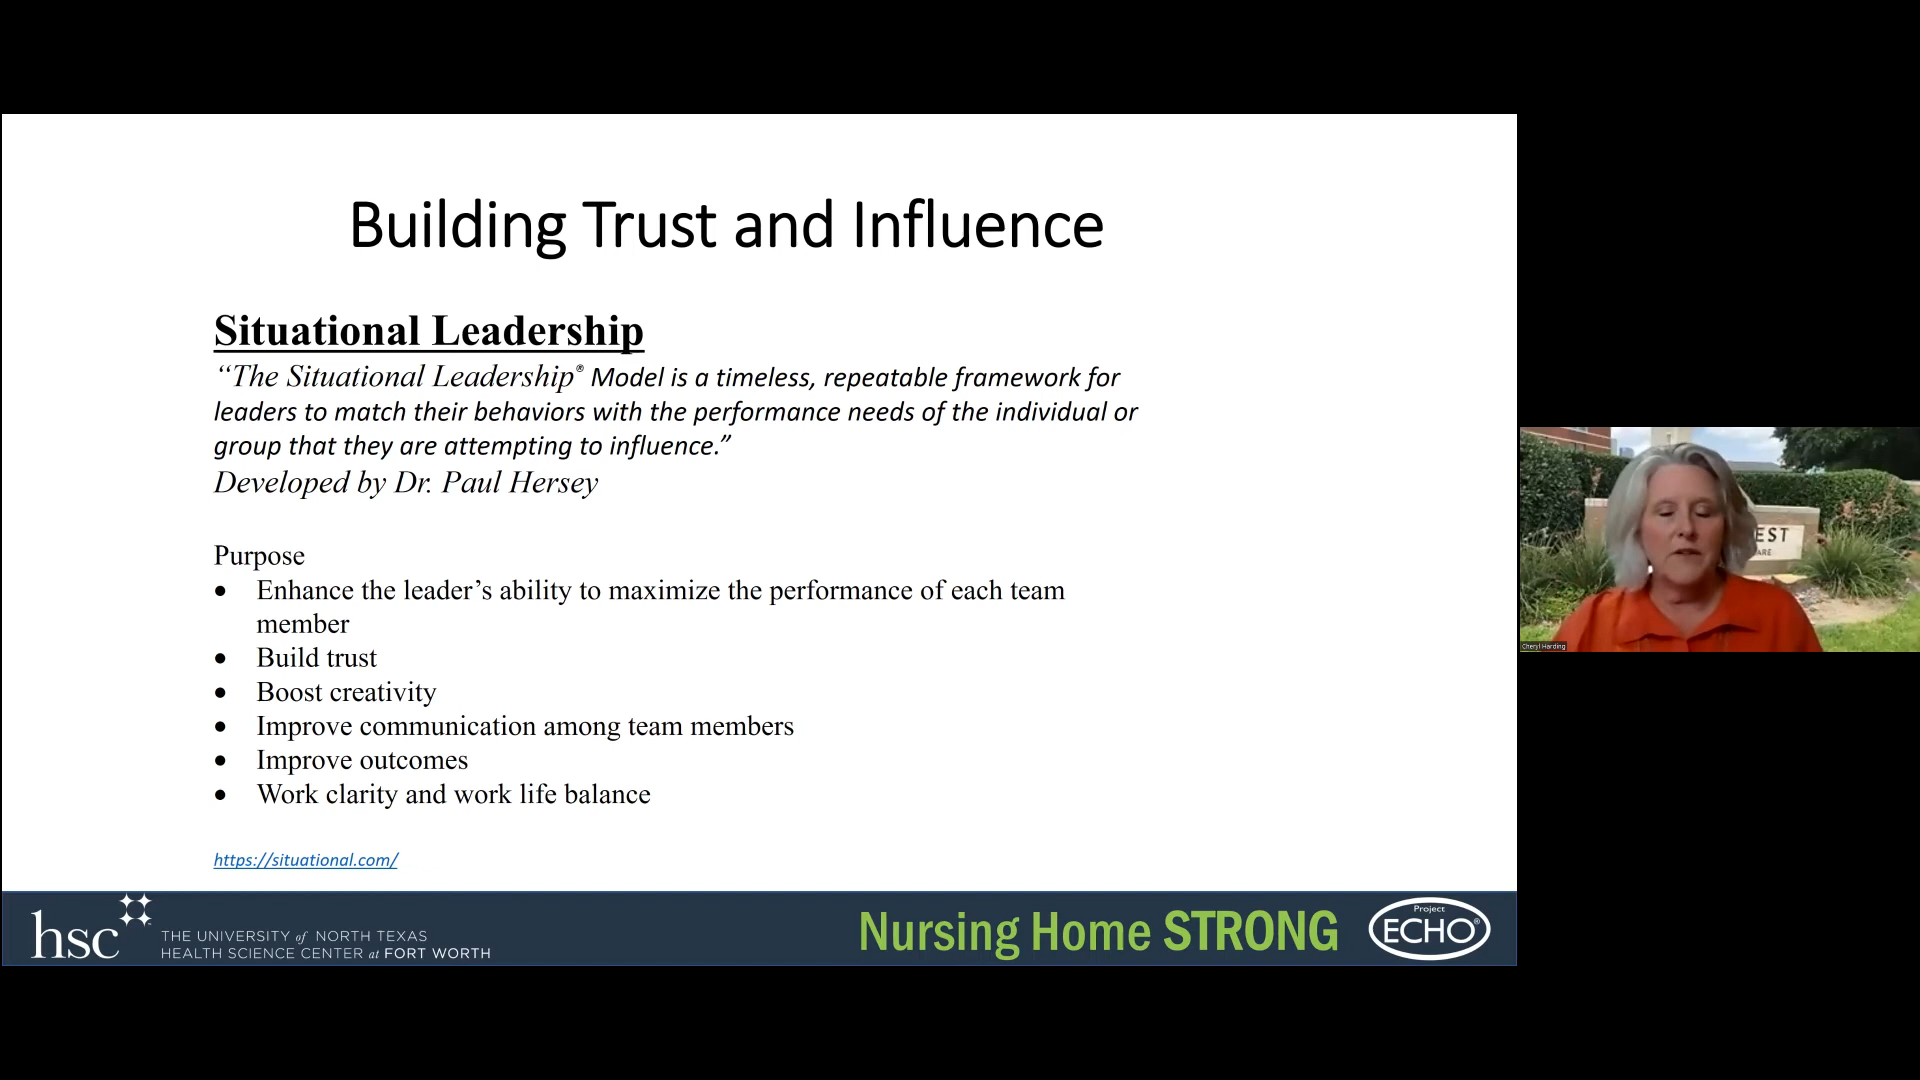 Building Trust and Influence
Situational Leadership
“The Situational Leadership® Model is a timeless, repeatable framework for
leaders to match their behaviors with the performance needs of the individual or
group that they are attempting to influence.”
Developed by Dr. Paul Hersey
Purpose
• Enhance the leader’s ability to maximize the performance of each team
member
• Build trust
• Boost creativity
• Improve communication among team members
• Improve outcomes
• Work clarity and work life balance
https://situational.com/
hsc
THE UNIVERSITY of NORTH TEXAS
HEALTH SCIENCE CENTER at FORT WORTH
Nursing Home STRONG
Project
ECHO®
EST
ARE
Cheryl Harding